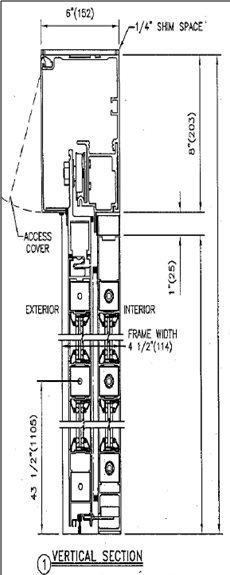 6"(152)
1/4" SHIM SPACE
8"(203)
ACCESS
COVER
1"(25)
EXTERIOR
INTERIOR
FRAME WIDTH
4 1/2"(114)
43 1/2"(1105)
1 VERTICAL SECTION